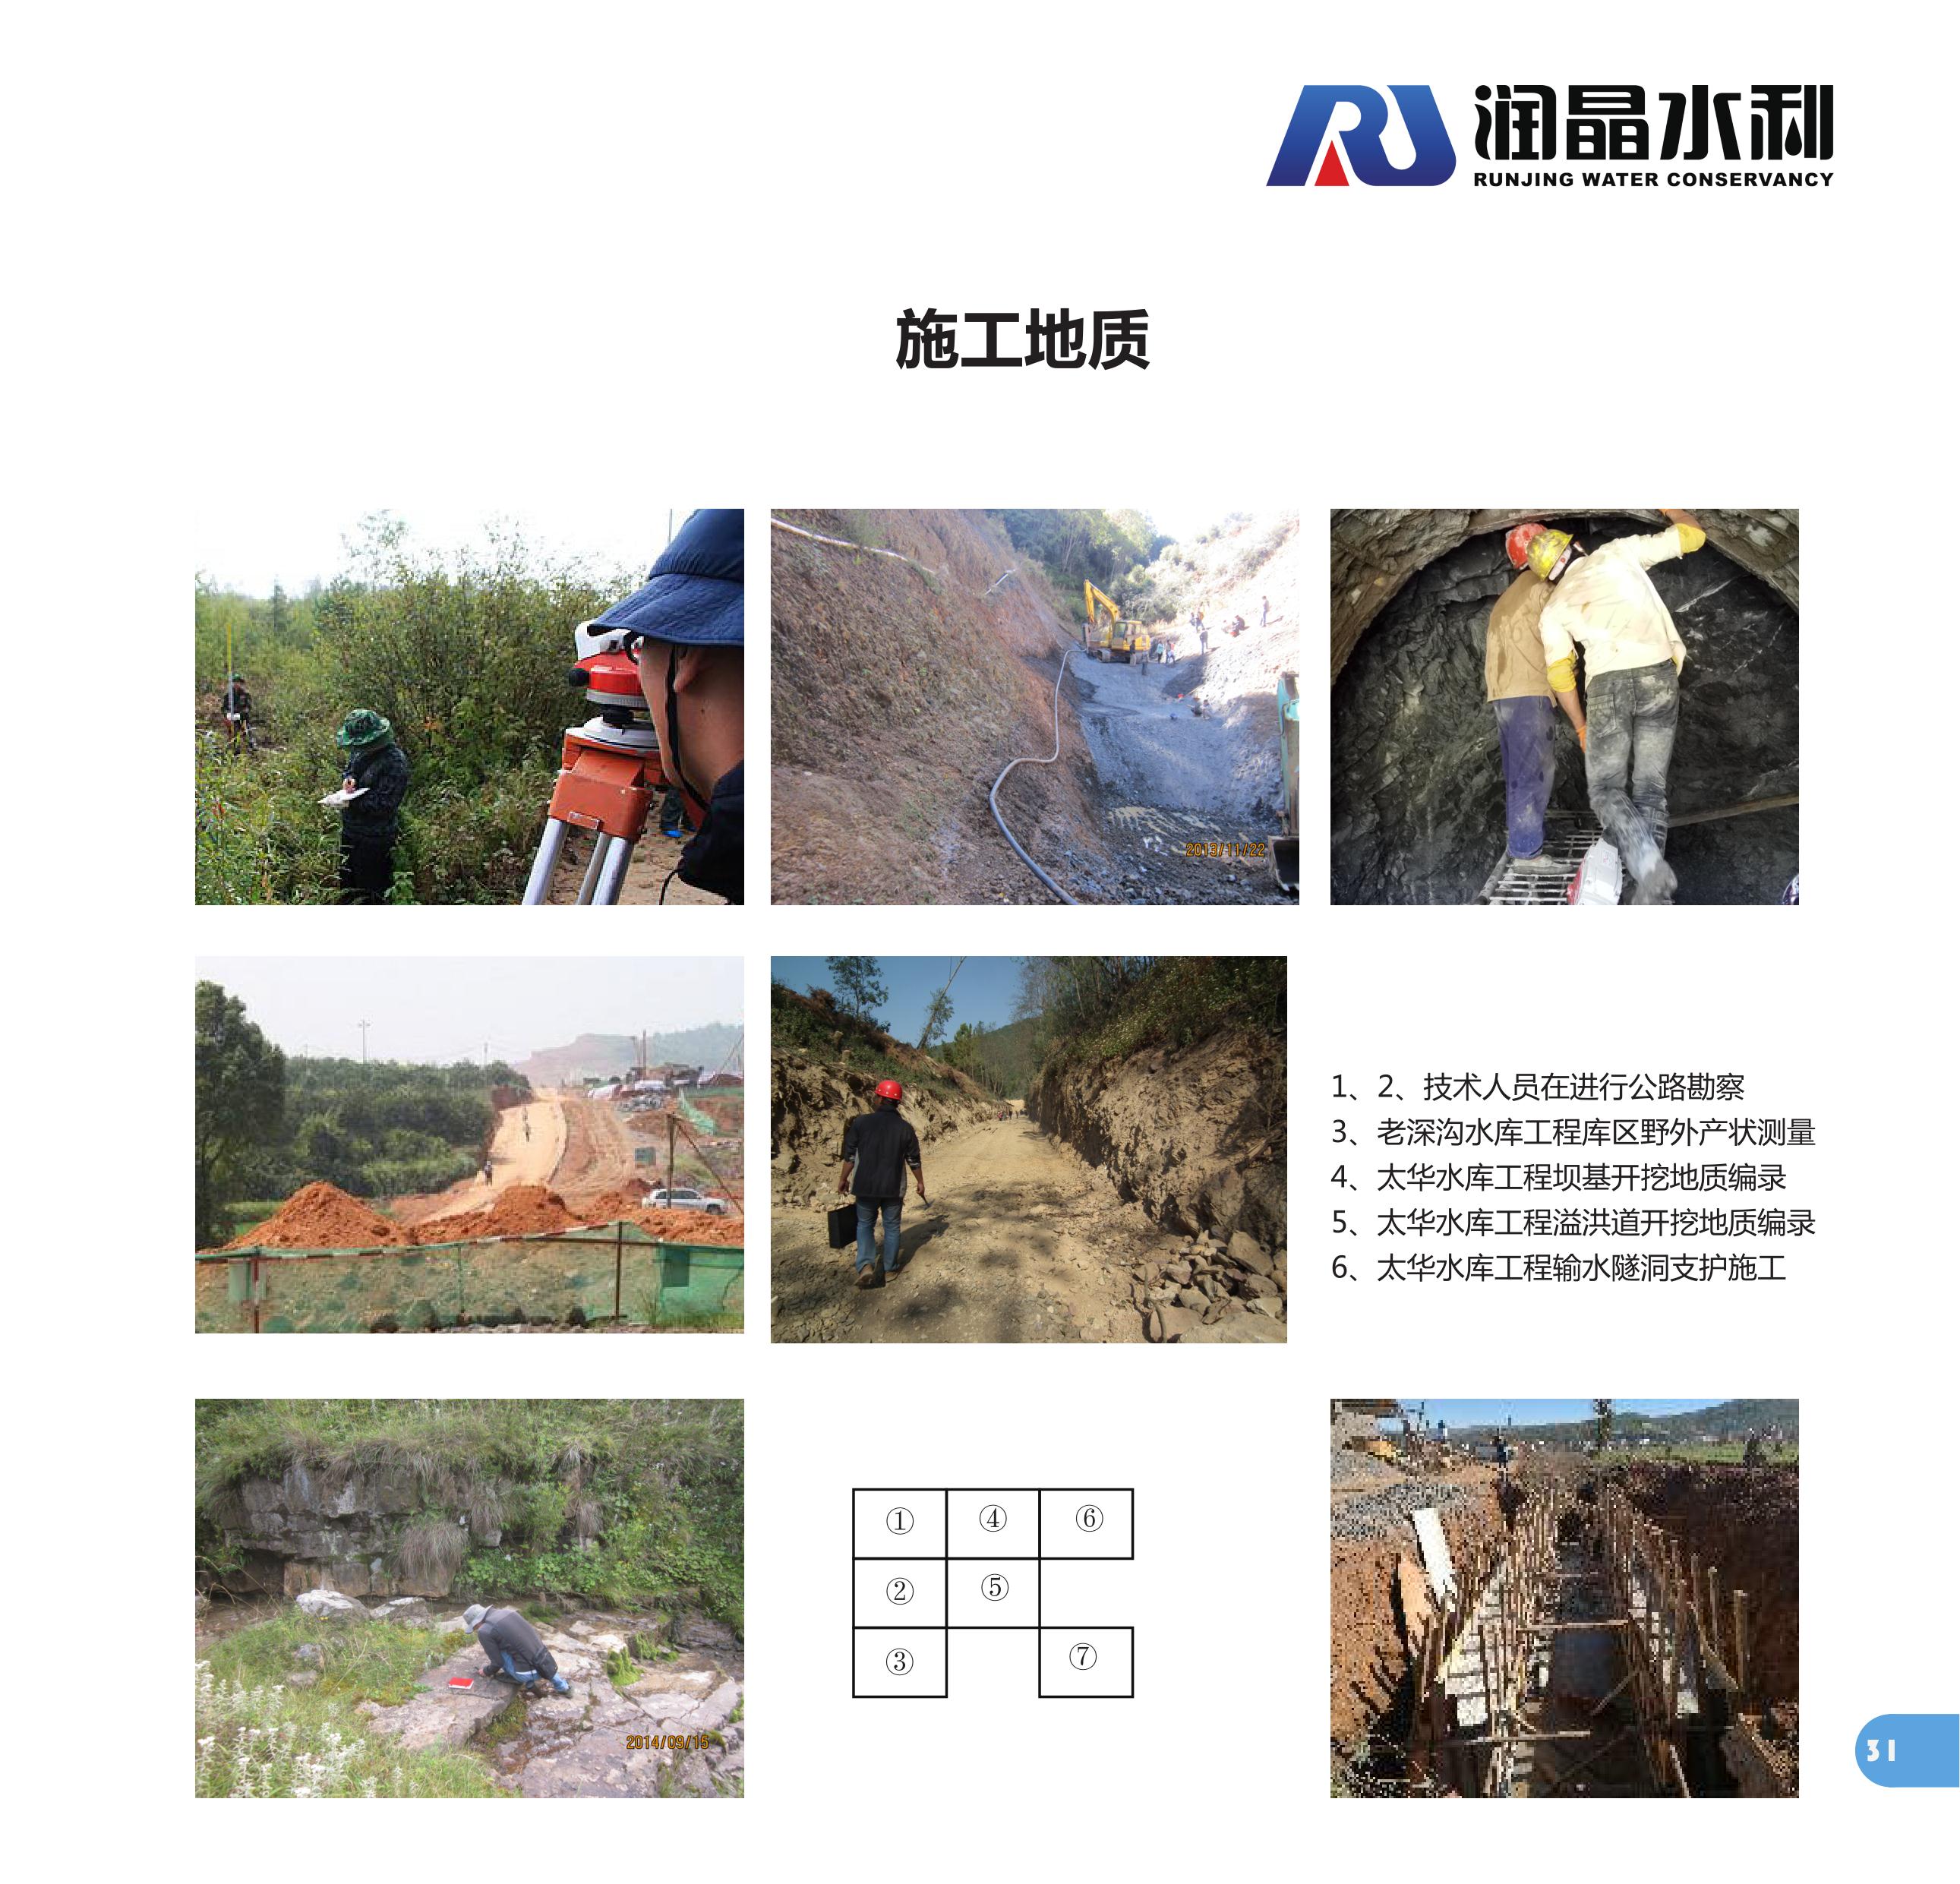 润晶水利
RUNJING WATER CONSERVANCY
施工地质
2013/11/22
1、2、技术人员在进行公路勘察
3、老深沟水库工程库区野外产状测量
4、太华水库工程坝基开挖地质编录
5、太华水库工程溢洪道开挖地质编录
6、太华水库工程输水隧洞支护施工
2014/09/15
① ④ ⑥
② ⑤
③ ⑦
31